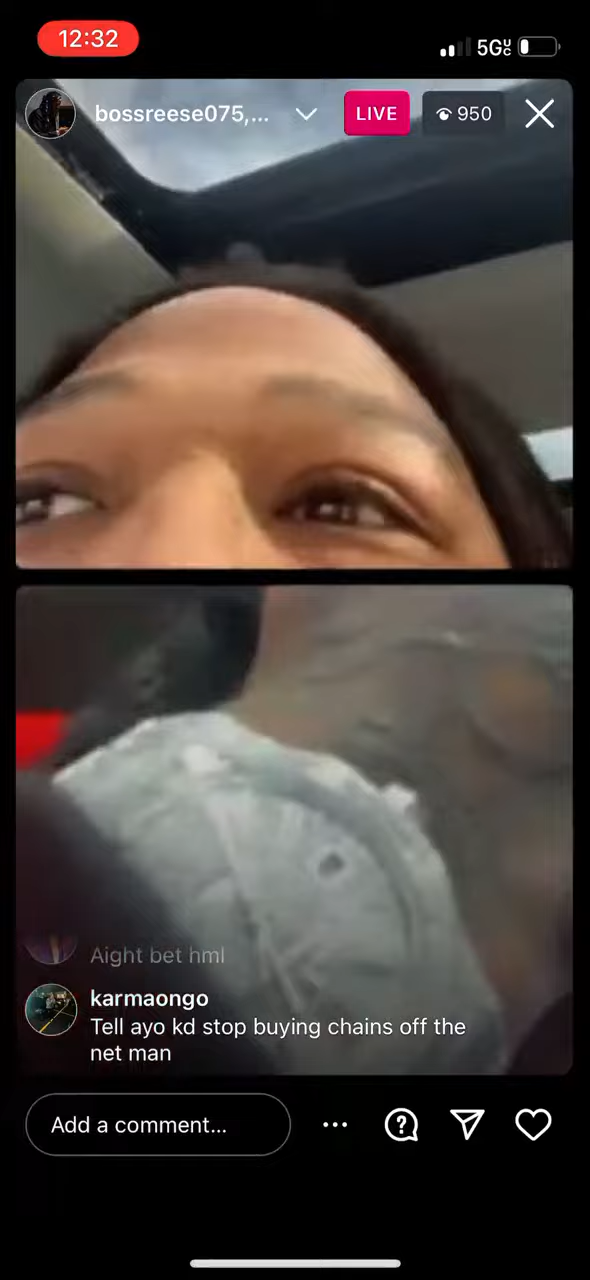 12:32
5GUC
bossreese075,...
LIVE
950
Aight bet hml
karmaongo
Tell ayo kd stop buying chains off the
net man
Add a comment...